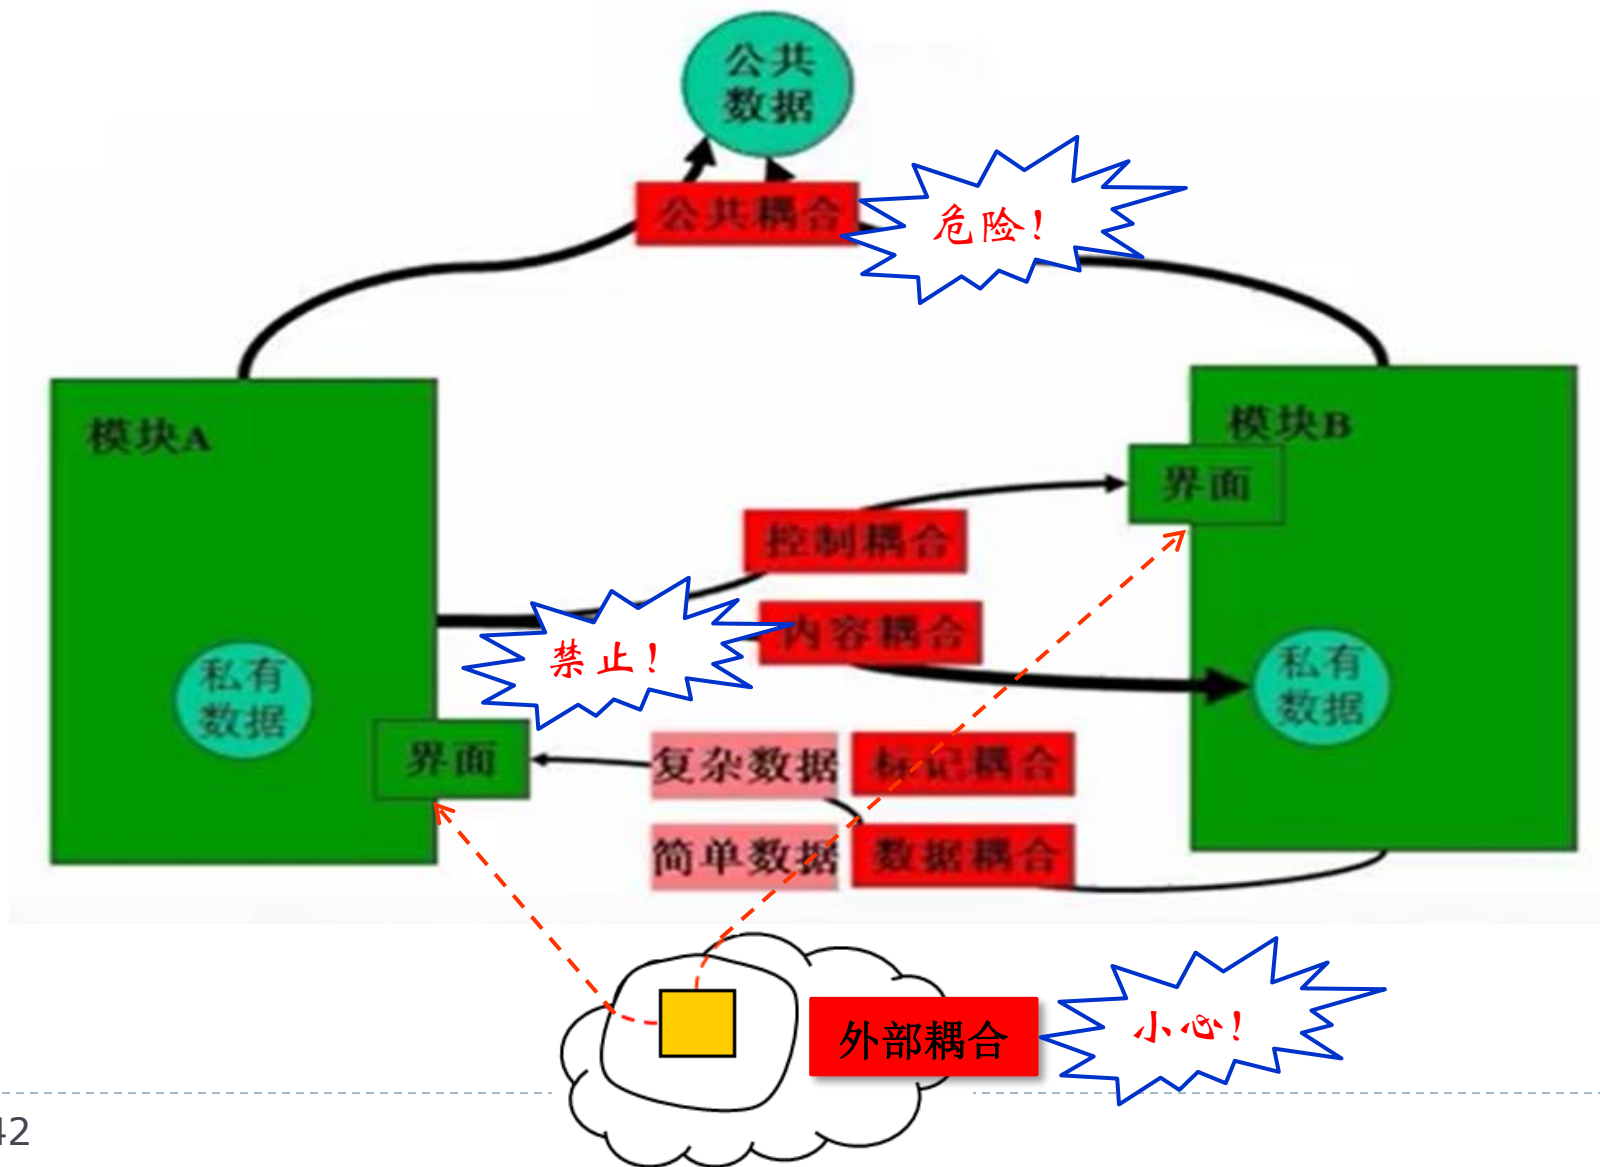 公共
数据
公共耦合
危险!
模块A
模块B
界面
控制耦合
内容耦合
禁止!
私有
数据
私有
数据
界面
复杂数据
标记耦合
简单数据
数据耦合
外部耦合
小心!
42